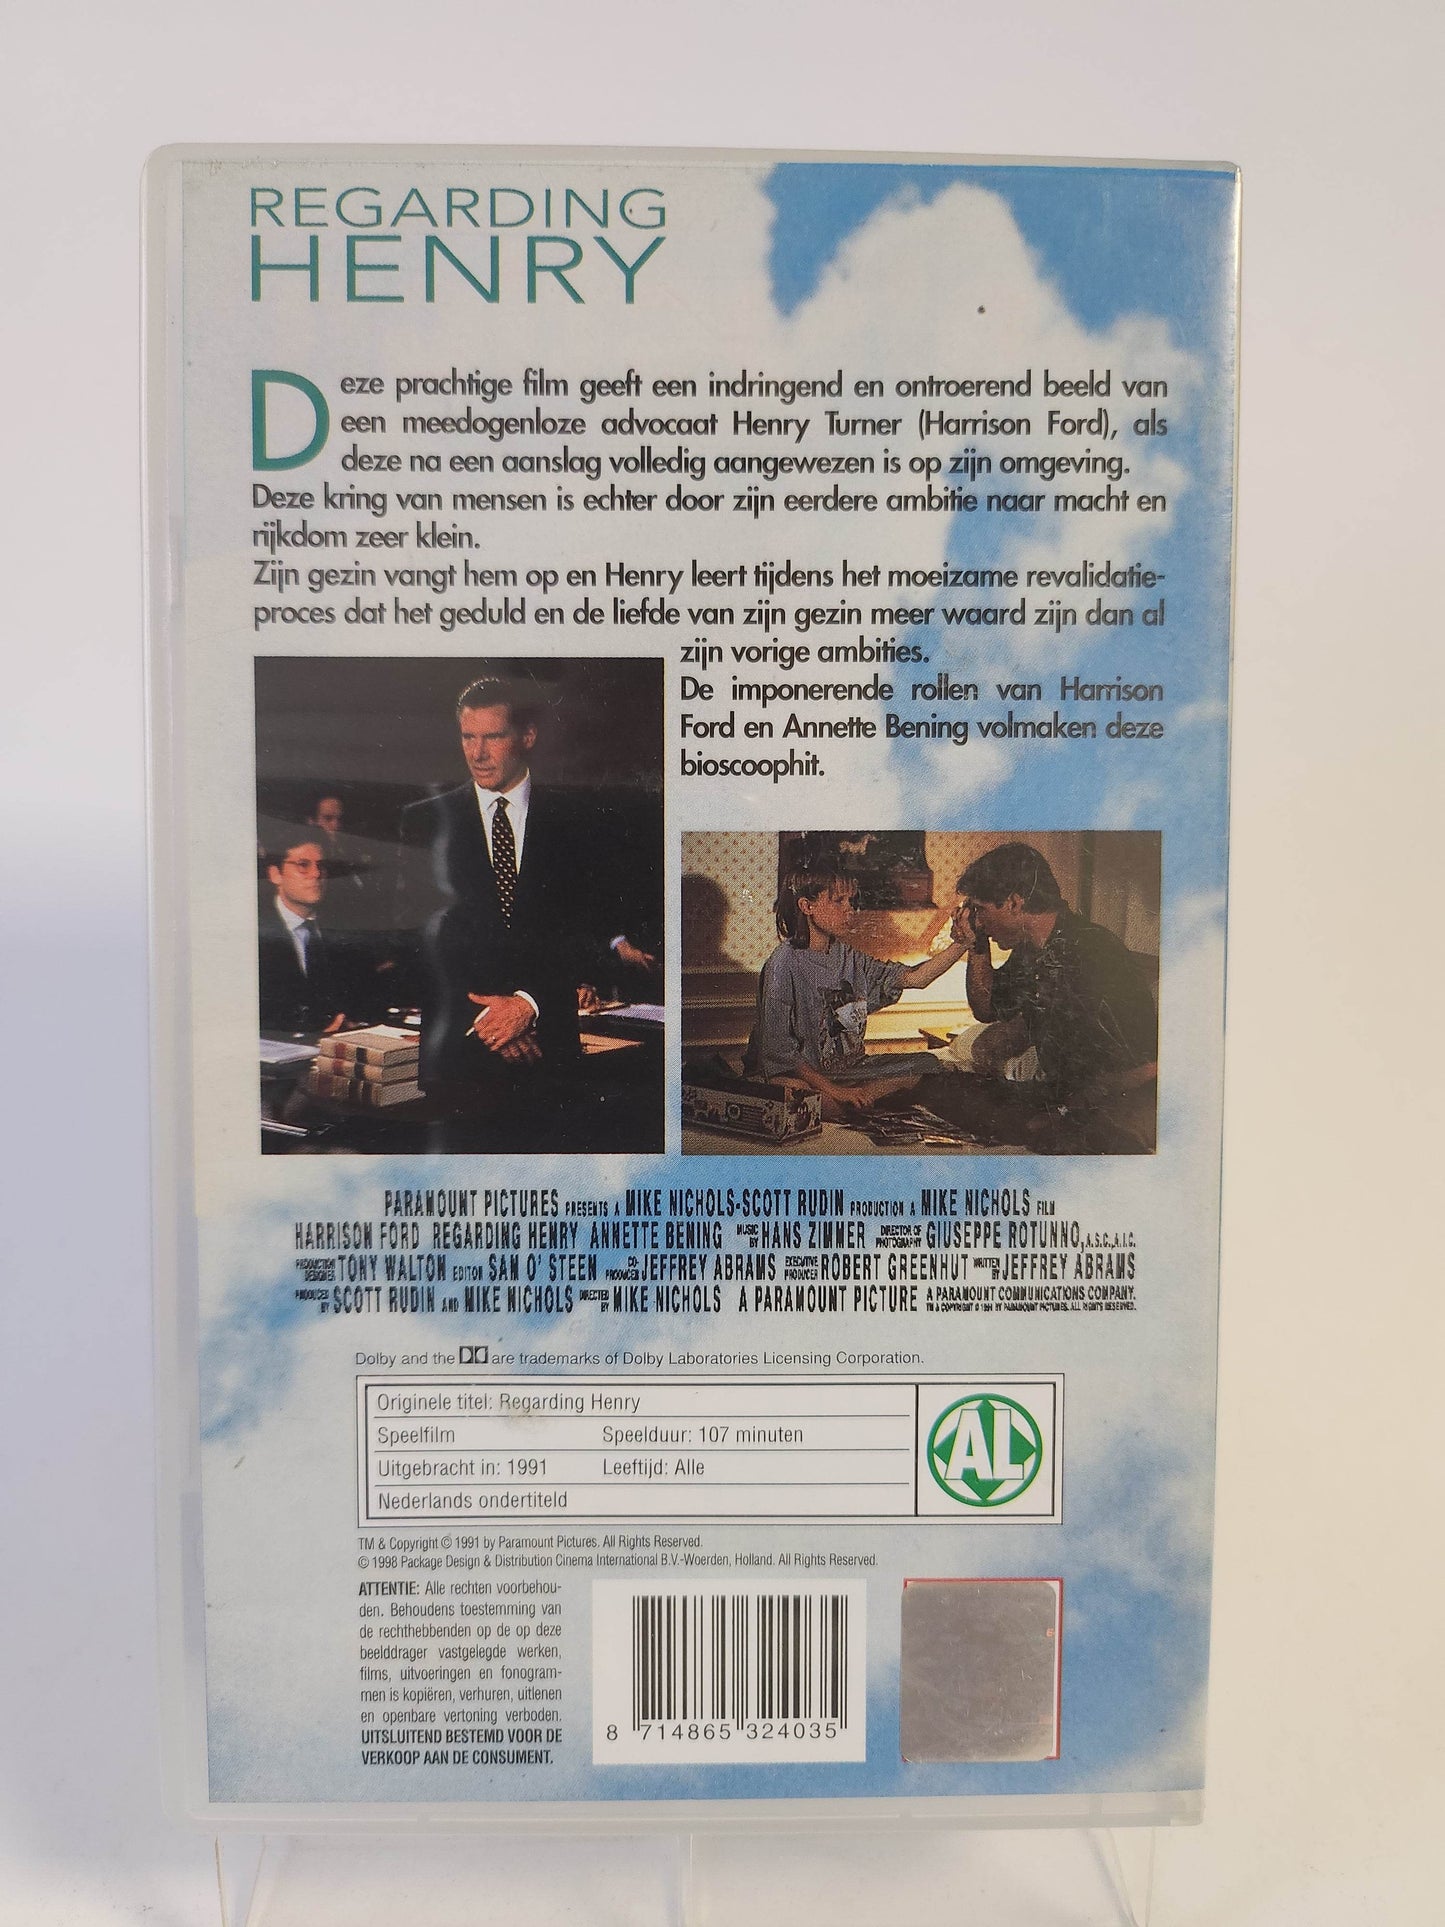 REGARDING
HENRY
Deze prachtige film geeft een indringend en ontroerend beeld van
een meedogenloze advocaat Henry Turner (Harrison Ford), als
deze na een aanslag volledig aangewezen is op zijn omgeving.
Deze kring van mensen is echter door zijn eerdere ambitie naar macht en
rijkdom zeer klein.
Zijn gezin vangt hem op en Henry leert tijdens het moeizame revalidatie-
proces dat het geduld en de liefde van zijn gezin meer waard zijn dan al
zijn vorige ambities.
De imponerende rollen van Harrison
Ford en Annette Bening volmaken deze
bioscoophit.
PARAMOUNT PICTURES PRESENTS A MIKE NICHOLS-SCOTT RUDIN PRODUCTION A MIKE NICHOLS FILM
HARRISON FORD REGARDING HENRY ANNETTE BENING MUSIC BY HANS ZIMMER DIRECTOR OF PHOTOGRAPHY GIUSEPPE ROTUNNO, A.S.C., A.I.C.
PRODUCTION DESIGNER TONY WALTON EDITOR SAM O' STEEN CO-PRODUCER JEFFREY ABRAMS EXECUTIVE PRODUCER ROBERT GREENHUT WRITTEN BY JEFFREY ABRAMS
PRODUCED BY SCOTT RUDIN AND MIKE NICHOLS DIRECTED BY MIKE NICHOLS A PARAMOUNT PICTURE A PARAMOUNT COMMUNICATIONS COMPANY.
TM & COPYRIGHT © 1991 BY PARAMOUNT PICTURES. ALL RIGHTS RESERVED.
Dolby and the DD are trademarks of Dolby Laboratories Licensing Corporation.
Originele titel: Regarding Henry
Speelfilm Speelduur: 107 minuten
Uitgebracht in: 1991 Leeftijd: Alle
Nederlands ondertiteld
AL
TM & Copyright © 1991 by Paramount Pictures. All Rights Reserved.
© 1998 Package Design & Distribution Cinema International B.V.-Woerden, Holland. All Rights Reserved.
ATTENTIE: Alle rechten voorbehou-
den. Behoudens toestemming van
de rechthebbenden op de op deze
beelddrager vastgelegde werken,
films, uitvoeringen en fonogram-
men is kopiëren, verhuren, uitlenen
en openbare vertoning verboden.
UITSLUITEND BESTEMD VOOR DE
VERKOOP AAN DE CONSUMENT.
8 714865 324035